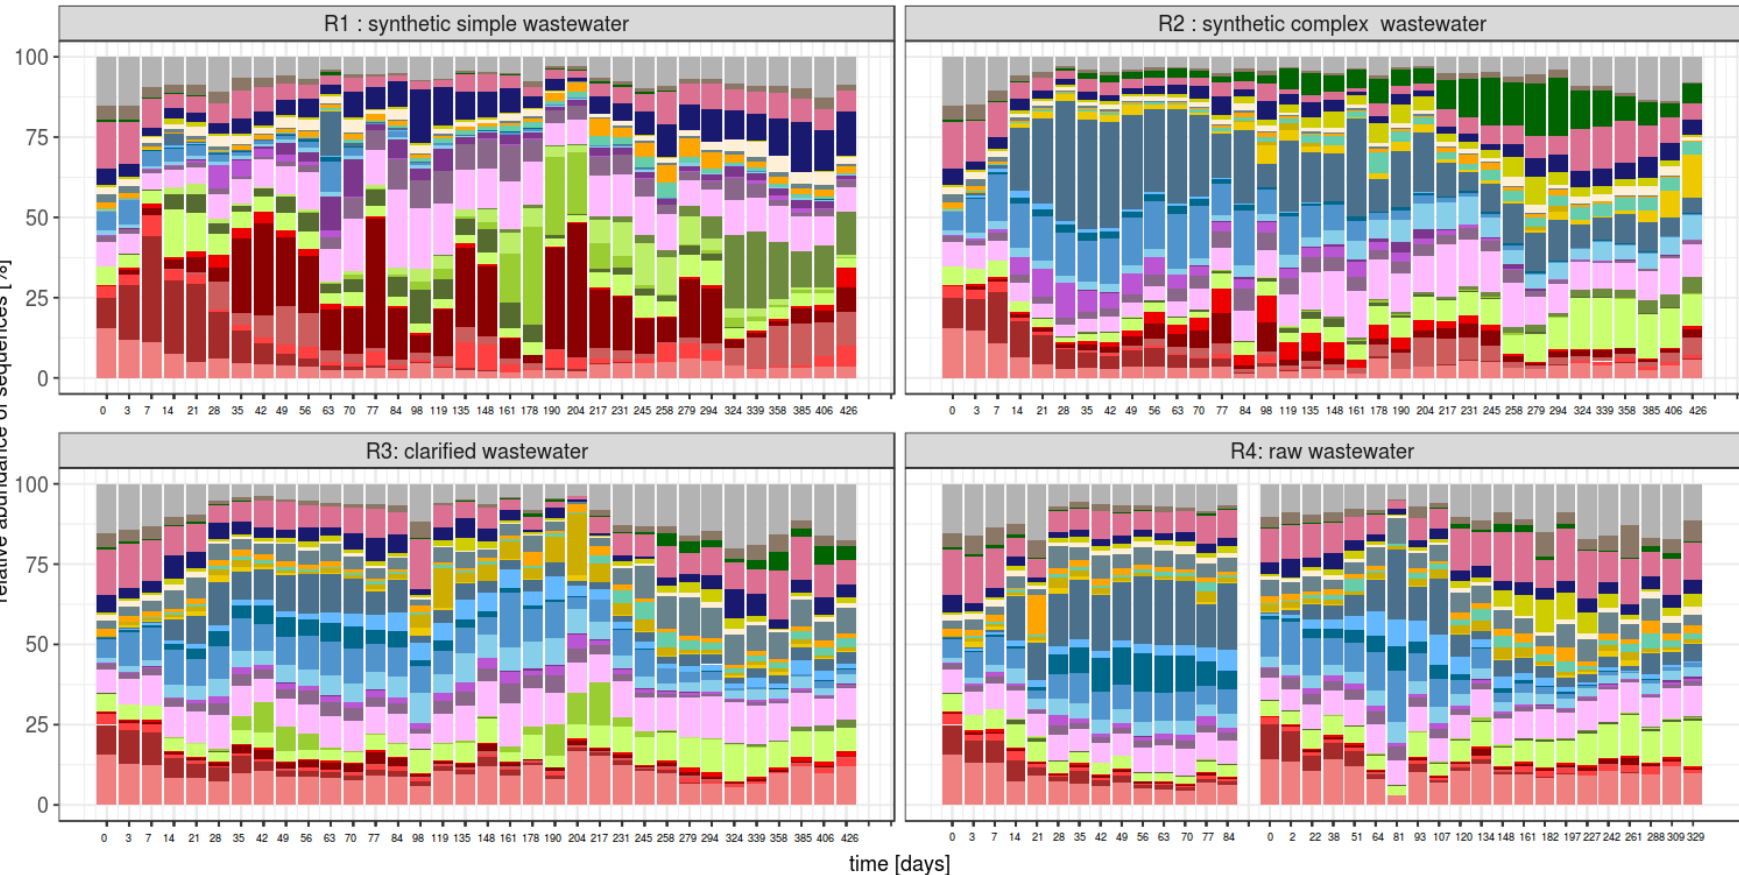 R1 : synthetic simple wastewater
R2 : synthetic complex wastewater
100
75
50
25
0
0 3 7 14 21 28 35 42 49 56 63 70 77 84 98 119 135 148 161 178 190 204 217 231 245 258 279 294 324 339 358 385 406 426
0 3 7 14 21 28 35 42 49 56 63 70 77 84 98 119 135 148 161 178 190 204 217 231 245 258 279 294 324 339 358 385 406 426
relative abundance of sequences [%]
R3: clarified wastewater
R4: raw wastewater
100
75
50
25
0
0 3 7 14 21 28 35 42 49 56 63 70 77 84 98 119 135 148 161 178 190 204 217 231 245 258 279 294 324 339 358 385 406 426
0 3 7 14 21 28 35 42 49 56 63 70 77 84 0 2 22 38 51 64 81 93 107 120 134 148 161 182 197 227 242 261 288 309 329
time [days]